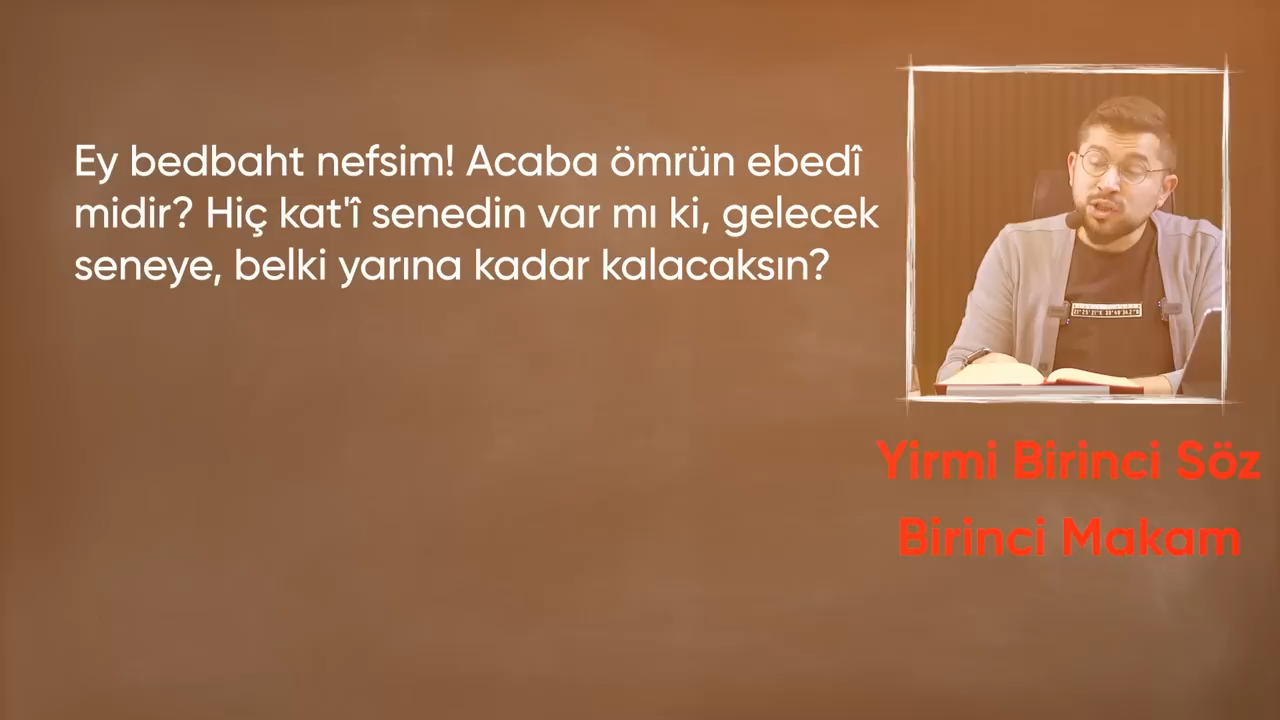 Ey bedbaht nefsim! Acaba ömrün ebedî
midir? Hiç kat'î senedin var mı ki, gelecek
seneye, belki yarına kadar kalacaksın?
Yirmi Birinci Söz
Birinci Makam